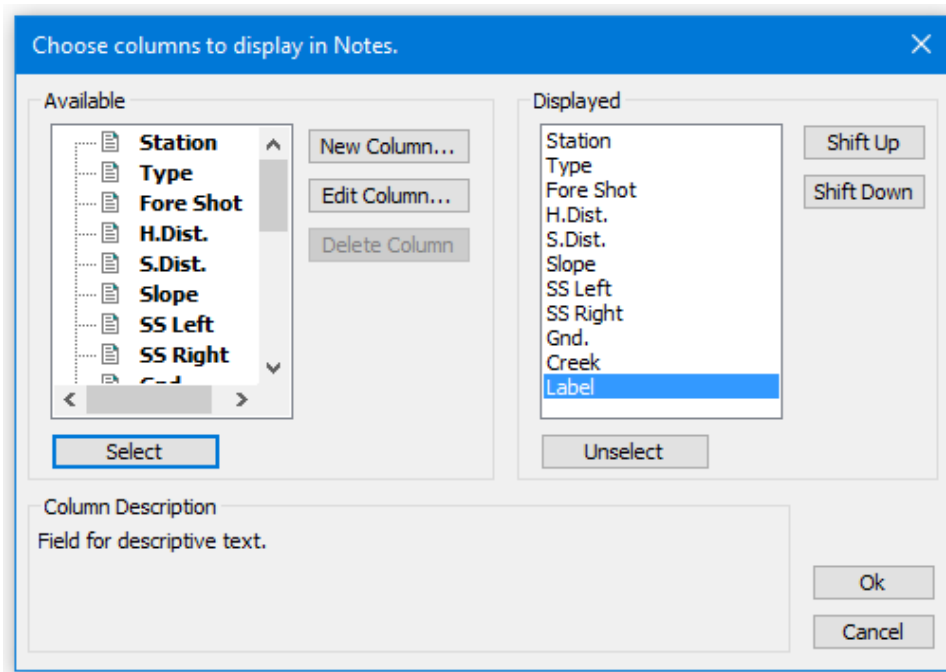 Choose columns to display in Notes.
Available
Station
Type
Fore Shot
H.Dist.
S.Dist.
Slope
SS Left
SS Right
New Column...
Edit Column...
Delete Column
Select
Displayed
Station
Type
Fore Shot
H.Dist.
S.Dist.
Slope
SS Left
SS Right
Gnd.
Creek
Label
Shift Up
Shift Down
Unselect
Column Description
Field for descriptive text.
Ok
Cancel